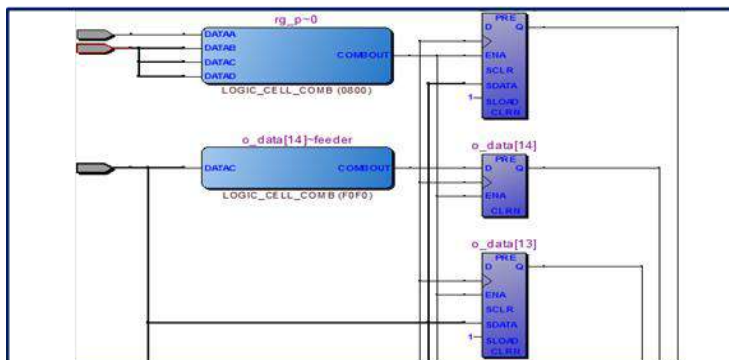 rg_p~0
DATAA
DATAB
DATAC
DATAD
COMBOUT
LOGIC_CELL_COMB (0800)
PRE
D Q
ENA
SCLR
SDATA
1 SLOAD
CLRN
o_data[14]~feeder
DATAC COMBOUT
LOGIC_CELL_COMB (F0F0)
o_data[14]
PRE
D Q
ENA
CLRN
o_data[13]
PRE
D Q
ENA
SCLR
SDATA
1 SLOAD
CLRN